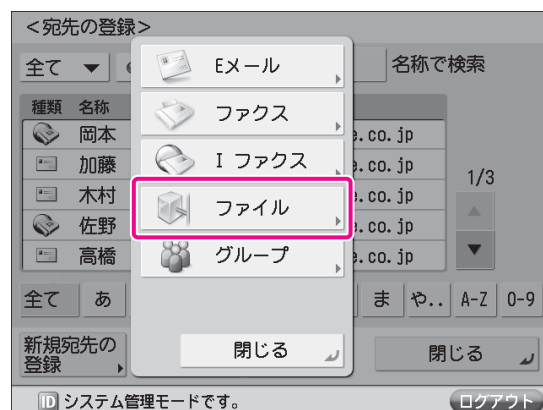 <宛先の登録>
全て
Eメール
名称で検索
種類 名称
ファクス
岡本
e.co.jp
加藤
I ファクス
e.co.jp
1/3
木村
ファイル
e.co.jp
佐野
e.co.jp
高橋
グループ
e.co.jp
全て あ ま や.. A-Z 0-9
新規宛先の
登録
閉じる
閉じる
ID システム管理モードです。
ログアウト